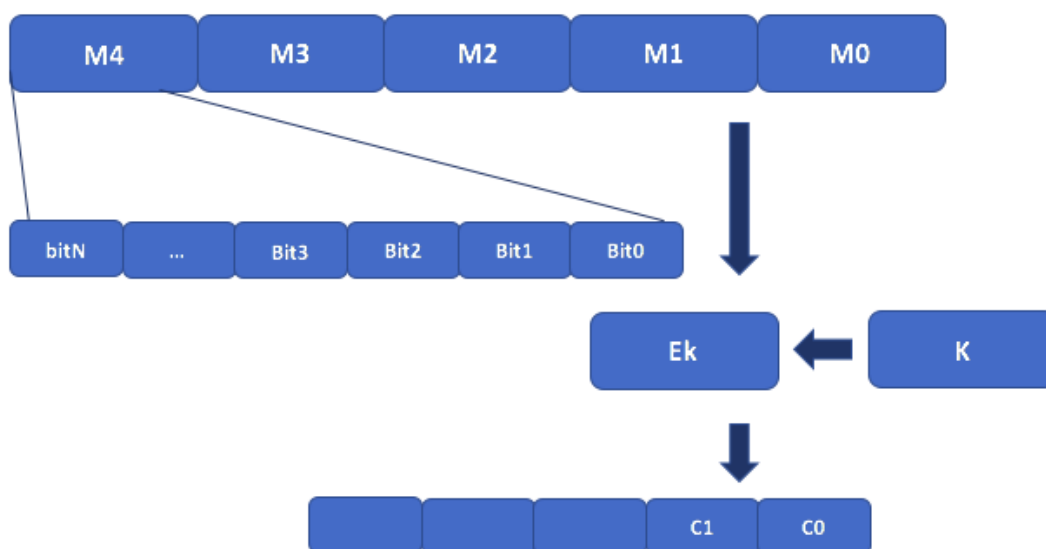 M4 M3 M2 M1 M0
bitN ... Bit3 Bit2 Bit1 Bit0
Ek K
C1 C0